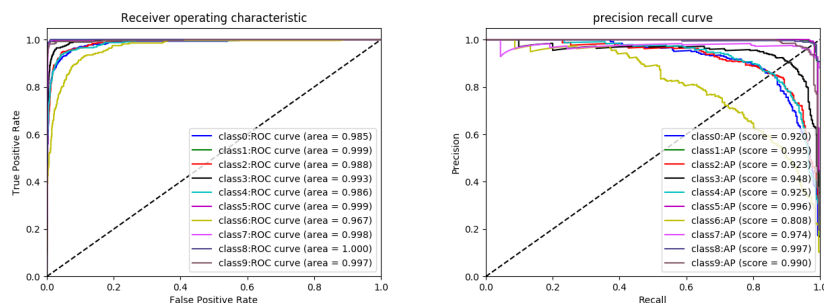 Receiver operating characteristic
True Positive Rate
1.0
0.8
0.6
0.4
0.2
0.0
class0:ROC curve (area = 0.985)
class1:ROC curve (area = 0.999)
class2:ROC curve (area = 0.988)
class3:ROC curve (area = 0.993)
class4:ROC curve (area = 0.986)
class5:ROC curve (area = 0.999)
class6:ROC curve (area = 0.967)
class7:ROC curve (area = 0.998)
class8:ROC curve (area = 1.000)
class9:ROC curve (area = 0.997)
0.0 0.2 0.4 0.6 0.8 1.0
False Positive Rate
precision recall curve
Precision
1.0
0.8
0.6
0.4
0.2
0.0
class0:AP (score = 0.920)
class1:AP (score = 0.995)
class2:AP (score = 0.923)
class3:AP (score = 0.948)
class4:AP (score = 0.925)
class5:AP (score = 0.996)
class6:AP (score = 0.808)
class7:AP (score = 0.974)
class8:AP (score = 0.997)
class9:AP (score = 0.990)
0.0 0.2 0.4 0.6 0.8 1.0
Recall